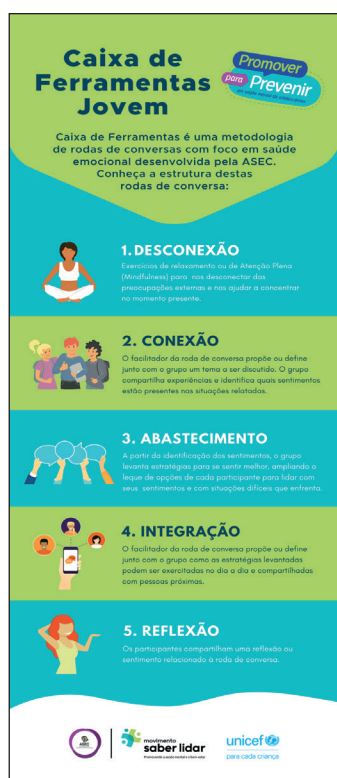 Caixa de
Ferramentas
Jovem
Promover
para Prevenir
Caixa de Ferramentas é uma metodologia
de rodas de conversas com foco em saúde
emocional desenvolvida pela ASEC.
Conheça a estrutura destas
rodas de conversa:
1. DESCONEXÃO
Exercícios de relaxamento ou de Atenção Plena
(Mindfulness) para nos desconectar das
preocupações externas e nos ajudar a concentrar
no momento presente.
2. CONEXÃO
O facilitador da roda de conversa propõe ou define
junto com o grupo um tema a ser discutido. O grupo
compartilha experiências e identifica quais sentimentos
estão presentes nas situações relatadas.
3. ABASTECIMENTO
A partir da identificação dos sentimentos, o grupo
levanta estratégias para se sentir melhor, ampliando o
leque de opções de cada participante para lidar com
seus sentimentos e com situações difíceis que enfrenta.
4. INTEGRAÇÃO
O facilitador da roda de conversa propõe ou define
junto com o grupo como as estratégias levantadas
podem ser exercitadas no dia a dia e compartilhadas
com pessoas próximas.
5. REFLEXÃO
Os participantes compartilham uma reflexão ou
sentimento relacionado à roda de conversa.
ASEC
movimento
saber lidar
unicef
para cada criança